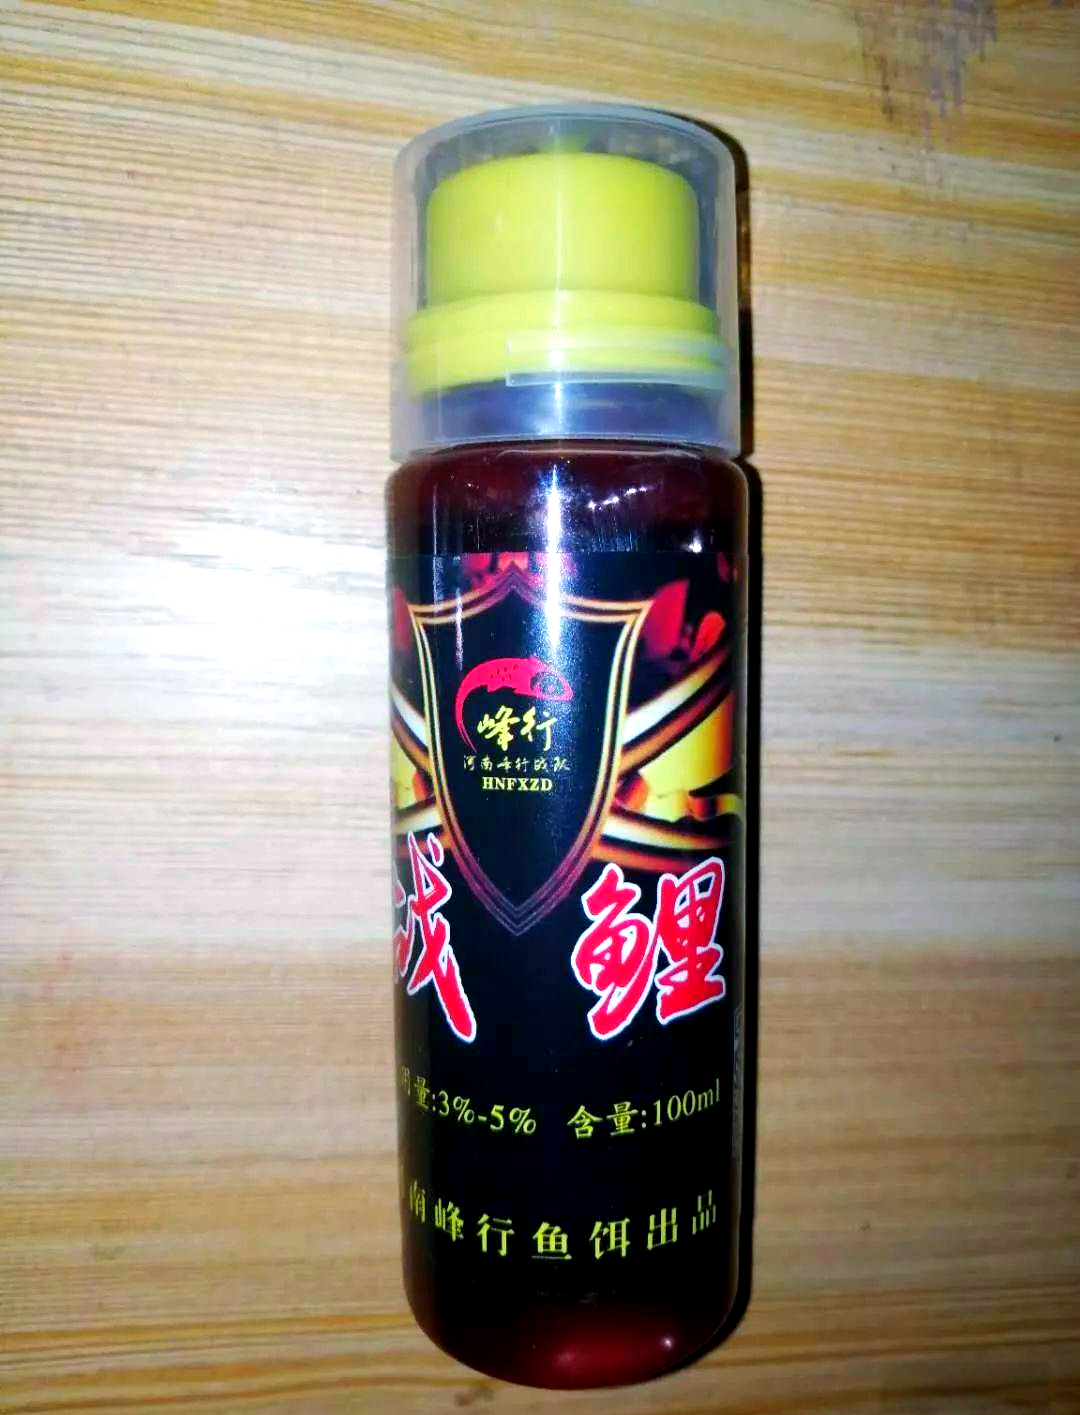 峰行
河南峰行战队
HNFXZD
战 鲤
用量:3%-5% 含量:100ml
南峰行鱼饵出品